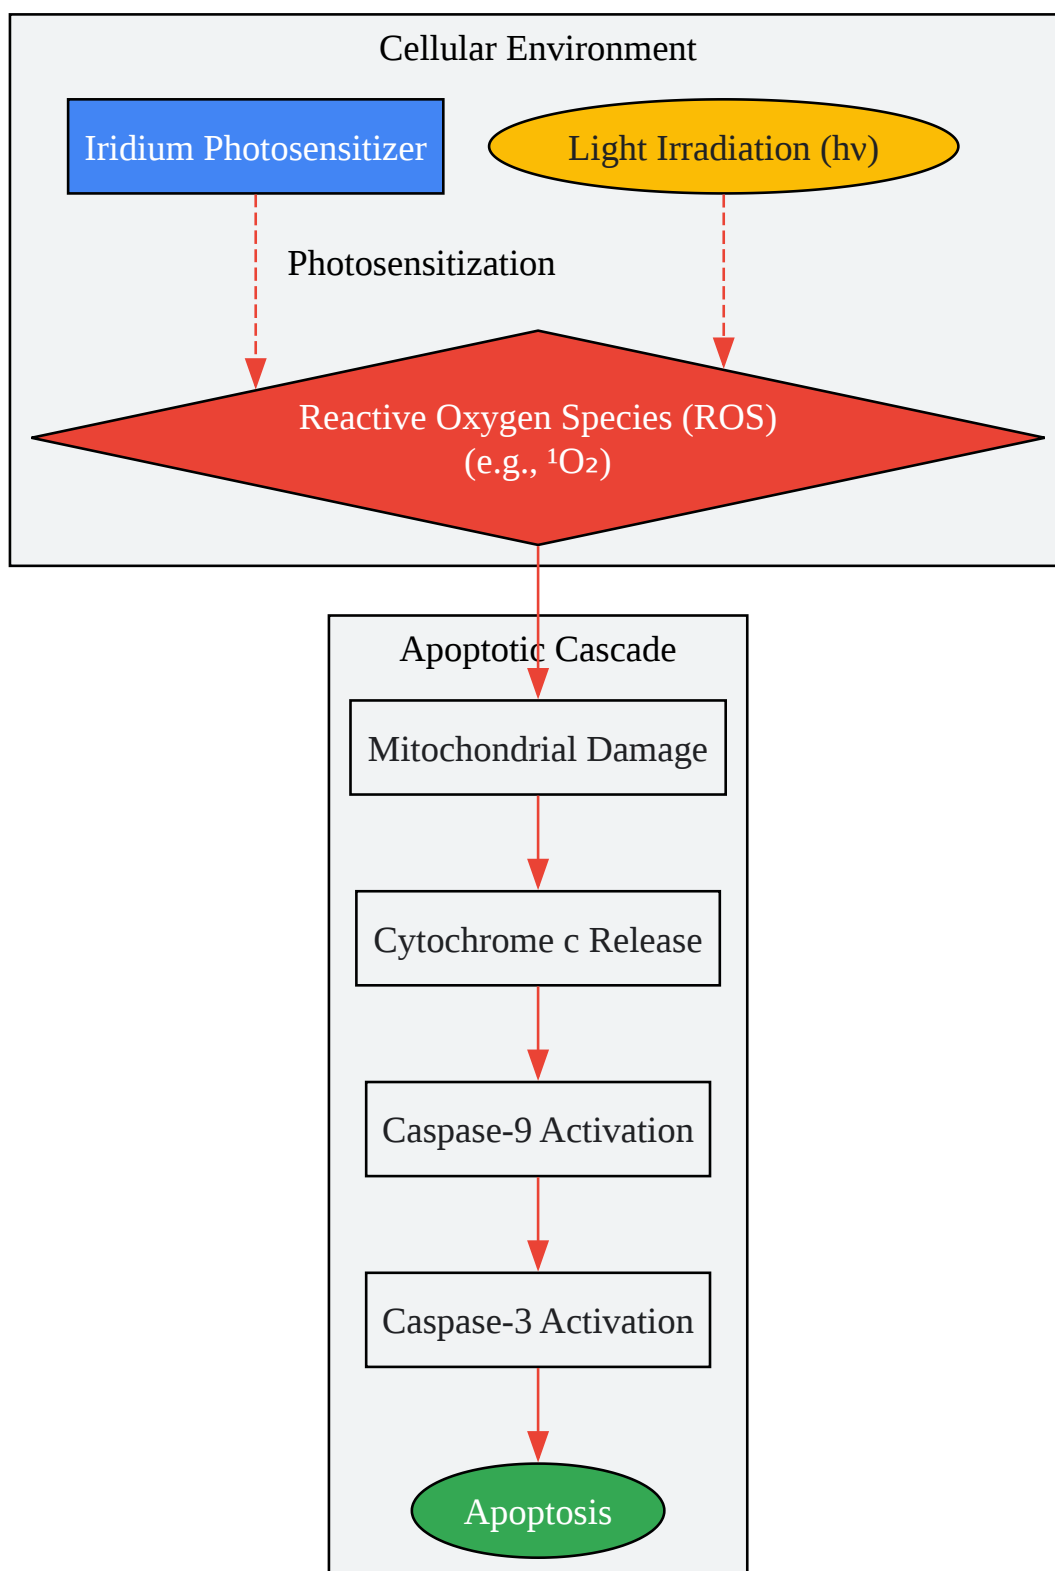 Cellular Environment
Iridium Photosensitizer
Light Irradiation (hν)
Photosensitization
Reactive Oxygen Species (ROS)
(e.g., ¹O₂)
Apoptotic Cascade
Mitochondrial Damage
Cytochrome c Release
Caspase-9 Activation
Caspase-3 Activation
Apoptosis